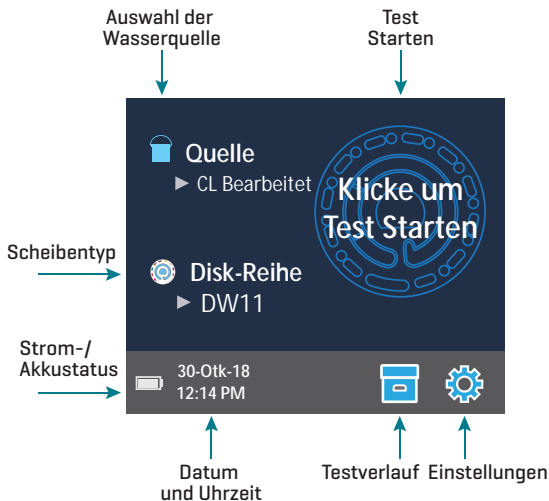 Auswahl der
Wasserquelle
Test
Starten
Quelle
► CL Bearbeitet
Klicke um
Test Starten
Scheibentyp
Disk-Reihe
► DW11
Strom-/
Akkustatus
30-Otk-18
12:14 PM
Datum
und Uhrzeit
Testverlauf
Einstellungen